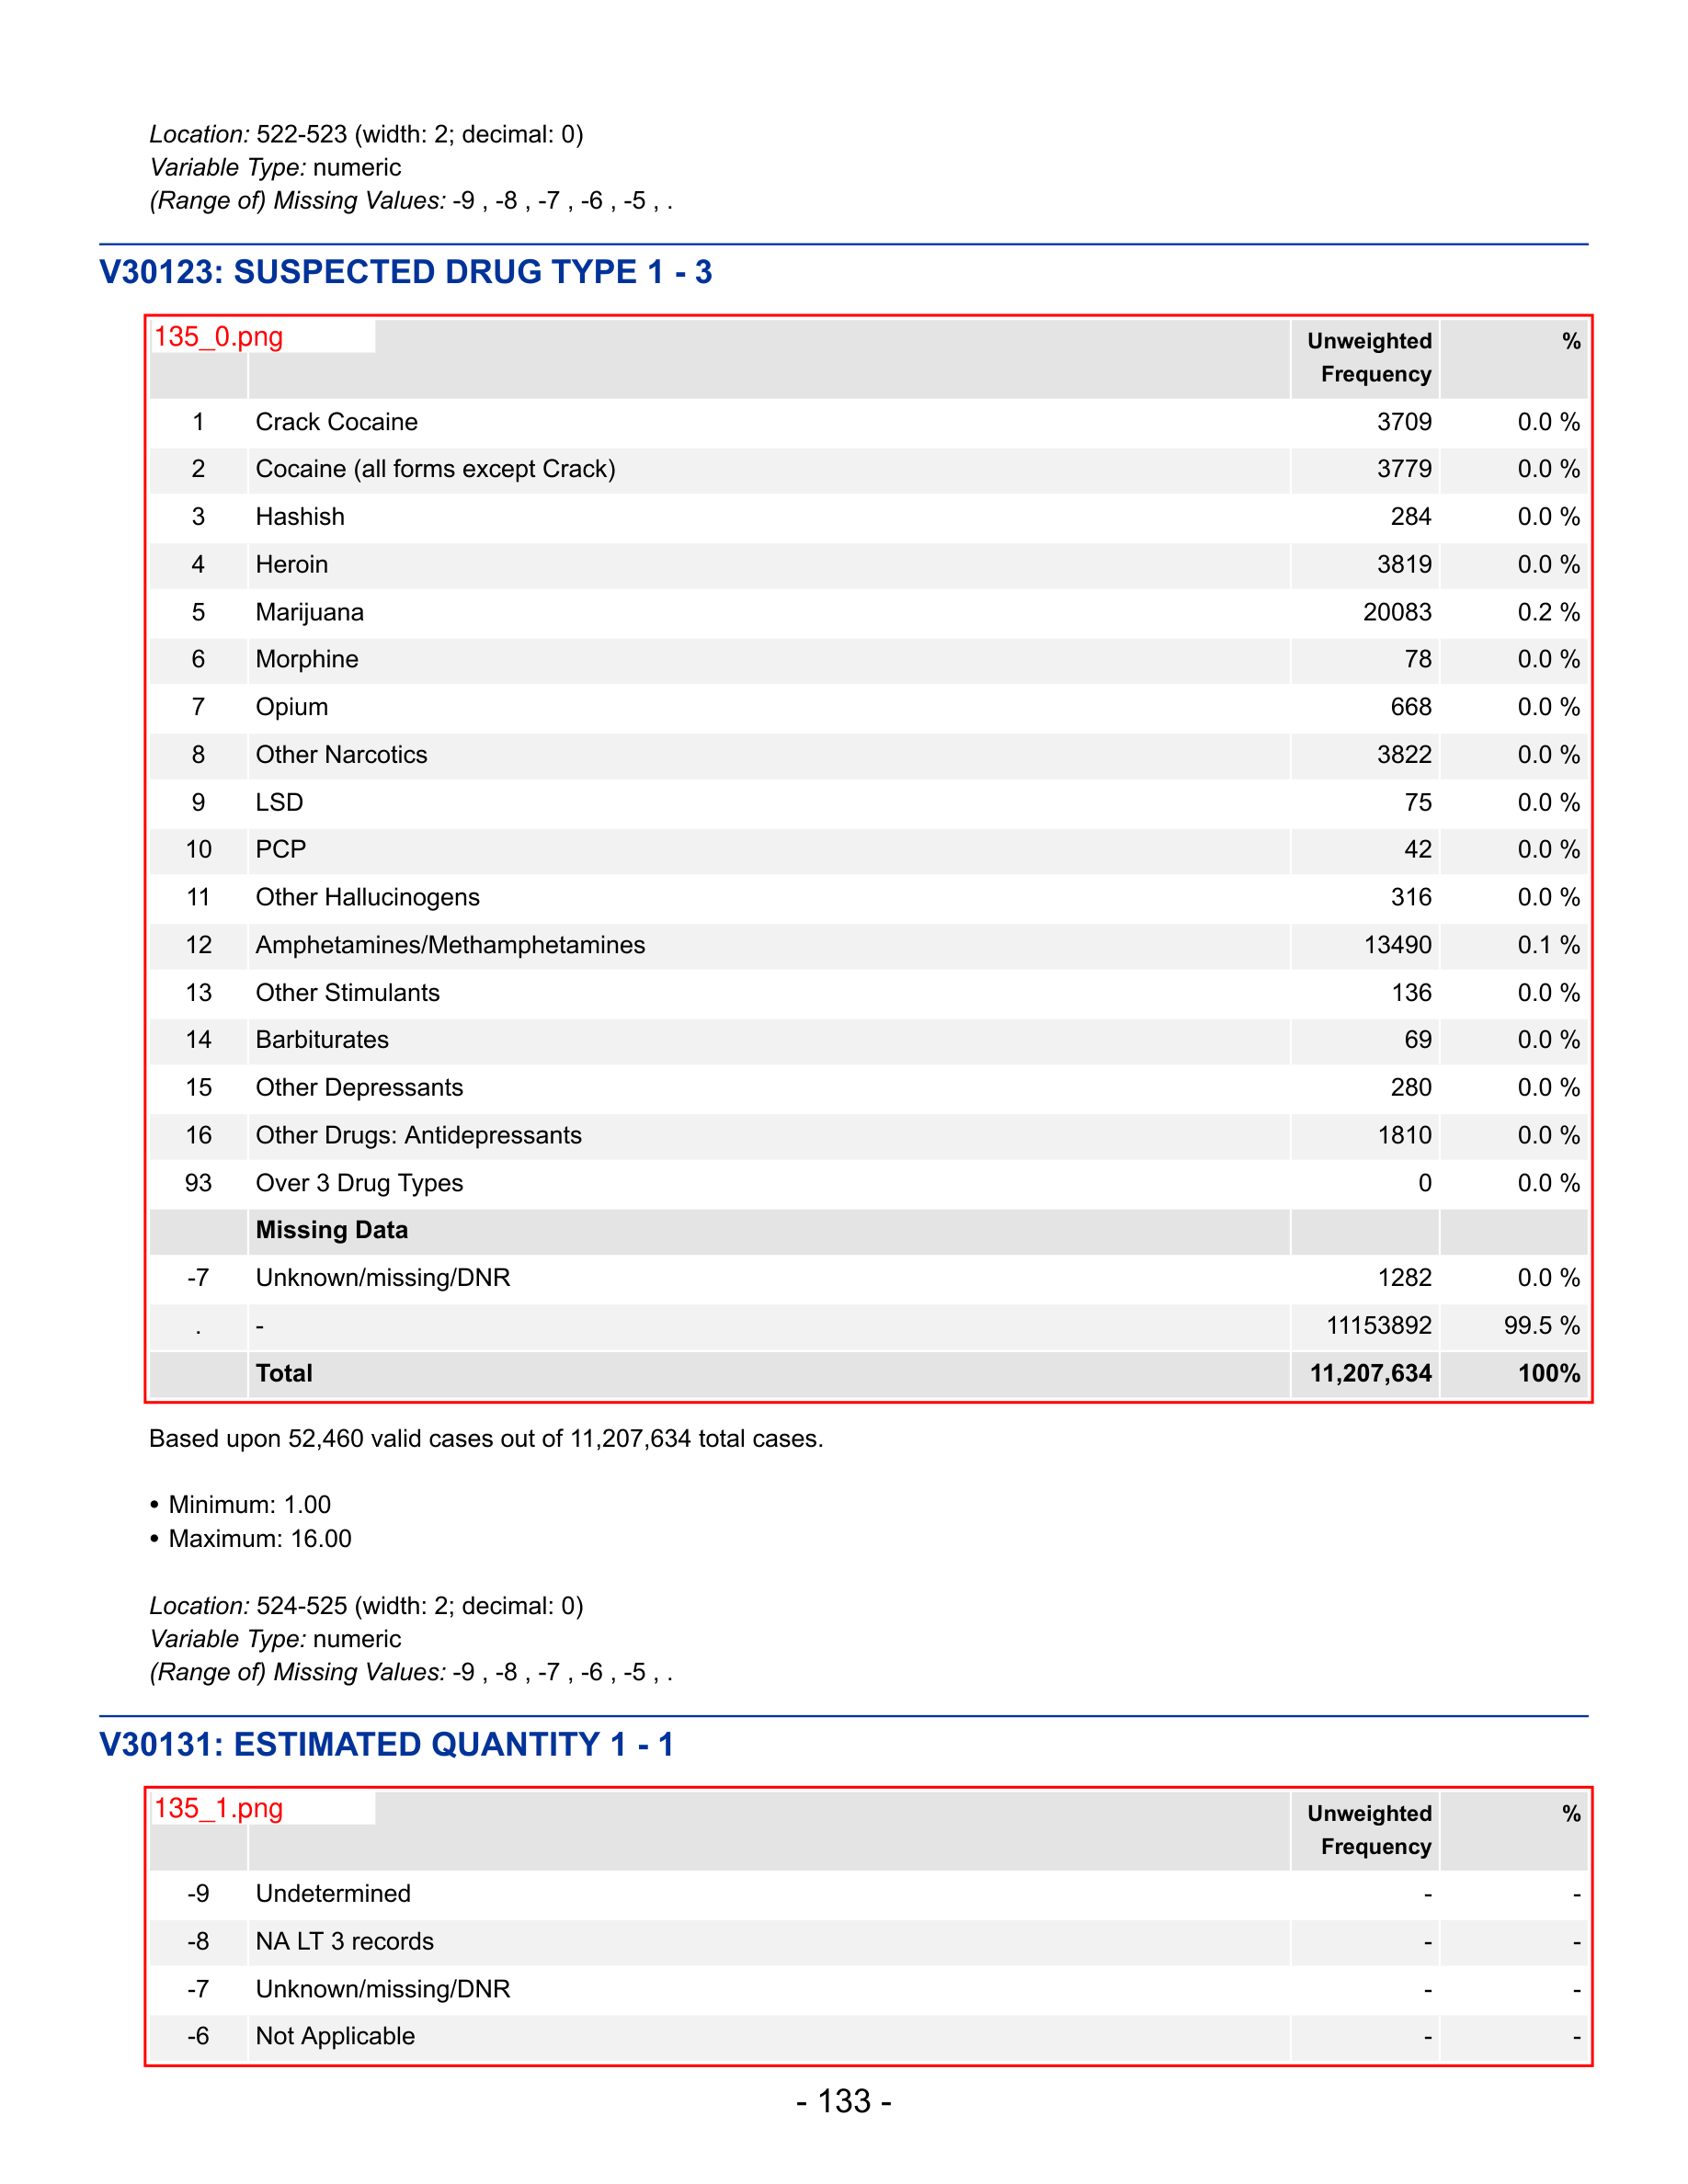 Location: 522-523 (width: 2; decimal: 0)
Variable Type: numeric
(Range of) Missing Values: -9 , -8 , -7 , -6 , -5 , .
V30123: SUSPECTED DRUG TYPE 1 - 3
135_0.png
Unweighted Frequency %
1 Crack Cocaine 3709 0.0 %
2 Cocaine (all forms except Crack) 3779 0.0 %
3 Hashish 284 0.0 %
4 Heroin 3819 0.0 %
5 Marijuana 20083 0.2 %
6 Morphine 78 0.0 %
7 Opium 668 0.0 %
8 Other Narcotics 3822 0.0 %
9 LSD 75 0.0 %
10 PCP 42 0.0 %
11 Other Hallucinogens 316 0.0 %
12 Amphetamines/Methamphetamines 13490 0.1 %
13 Other Stimulants 136 0.0 %
14 Barbiturates 69 0.0 %
15 Other Depressants 280 0.0 %
16 Other Drugs: Antidepressants 1810 0.0 %
93 Over 3 Drug Types 0 0.0 %
Missing Data
-7 Unknown/missing/DNR 1282 0.0 %
. - 11153892 99.5 %
Total 11,207,634 100%
Based upon 52,460 valid cases out of 11,207,634 total cases.
• Minimum: 1.00
• Maximum: 16.00
Location: 524-525 (width: 2; decimal: 0)
Variable Type: numeric
(Range of) Missing Values: -9 , -8 , -7 , -6 , -5 , .
V30131: ESTIMATED QUANTITY 1 - 1
135_1.png
Unweighted Frequency %
-9 Undetermined - -
-8 NA LT 3 records - -
-7 Unknown/missing/DNR - -
-6 Not Applicable - -
- 133 -